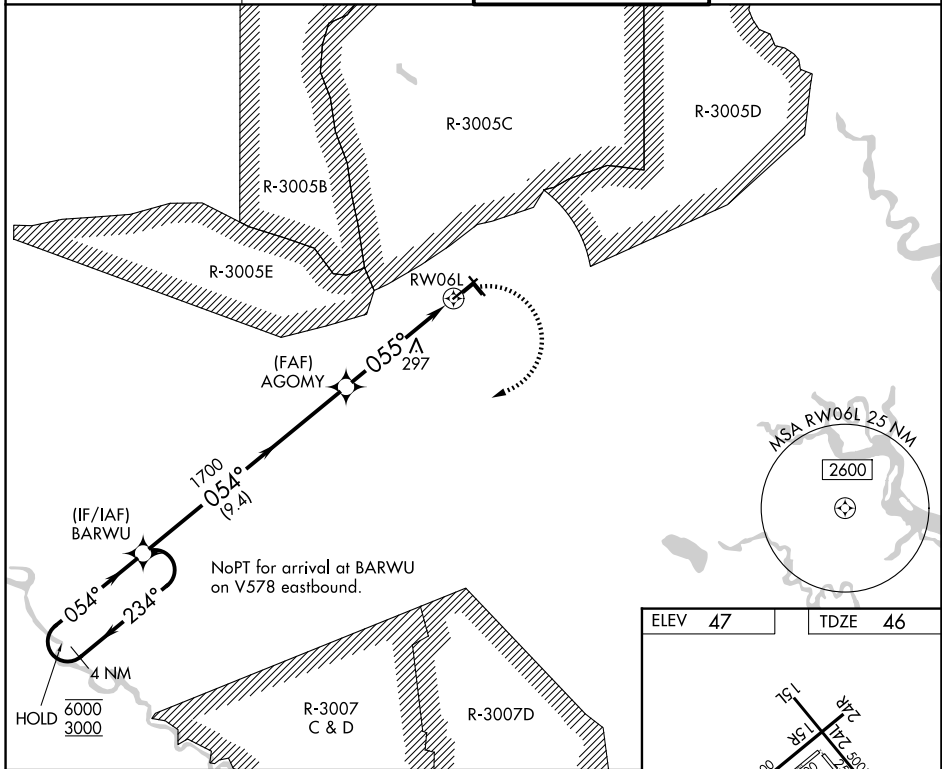 R-3005C
R-3005D
R-3005B
R-3005E
RW06L
(FAF)
AGOMY
055°
297
MSA RW06L 25 NM
2600
1700
054°
(9.4)
(IF/IAF)
BARWU
NoPT for arrival at BARWU
on V578 eastbound.
054°
234°
4 NM
HOLD
6000
3000
R-3007
C & D
R-3007D
ELEV 47
TDZE 46
15L
24R
15R
24L